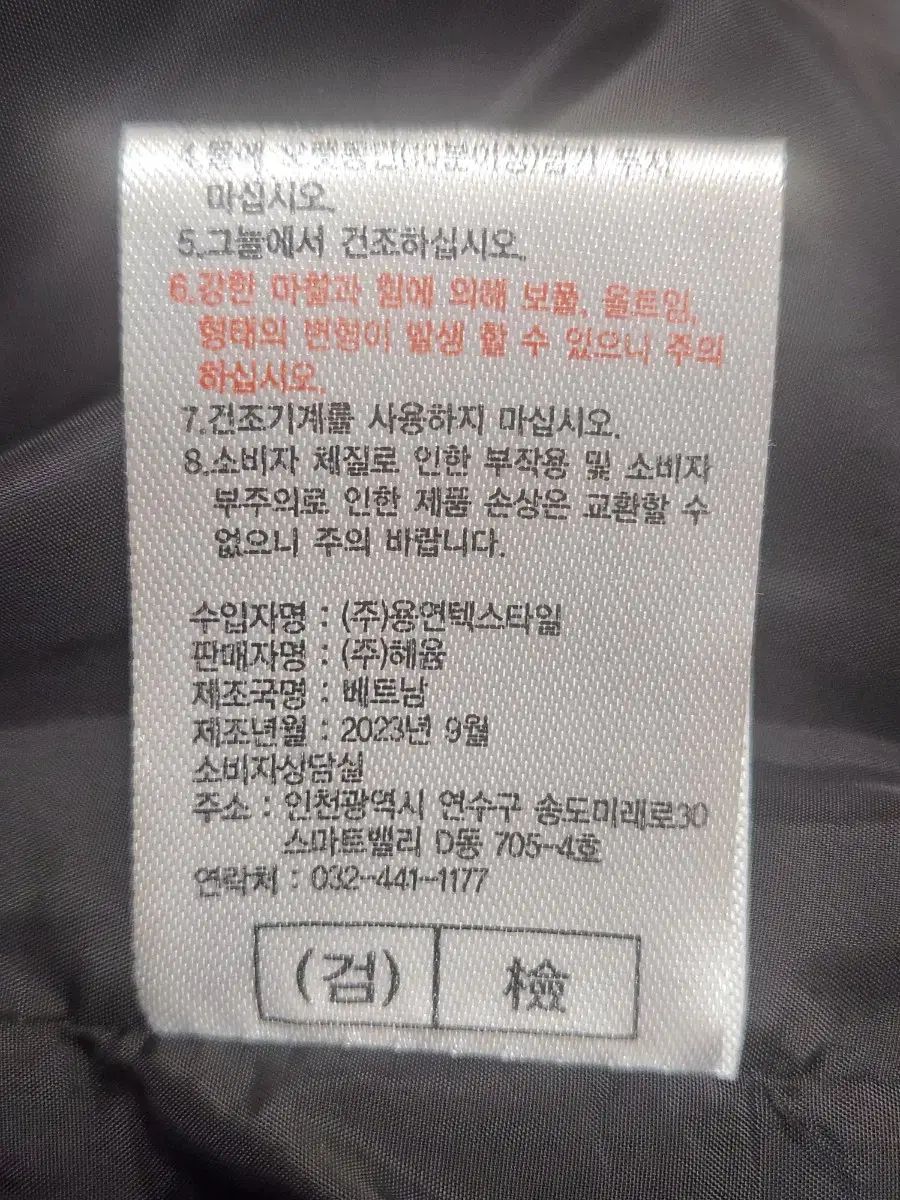 마십시오.
5.그늘에서 건조하십시오.
6.강한 마찰과 힘에 의해 보풀, 올트임,
형태의 변형이 발생 할 수 있으니 주의
하십시오.
7.건조기계를 사용하지 마십시오.
8.소비자 체질로 인한 부작용 및 소비자
부주의로 인한 제품 손상은 교환할 수
없으니 주의 바랍니다.
수입자명 : (주)용연텍스타일
판매자명 : (주)혜윰
제조국명 : 베트남
제조년월 : 2023년 9월
소비자상담실
주소 : 인천광역시 연수구 송도미래로30
스마트밸리 D동 705-4호
연락처 : 032-441-1177
(검) 檢